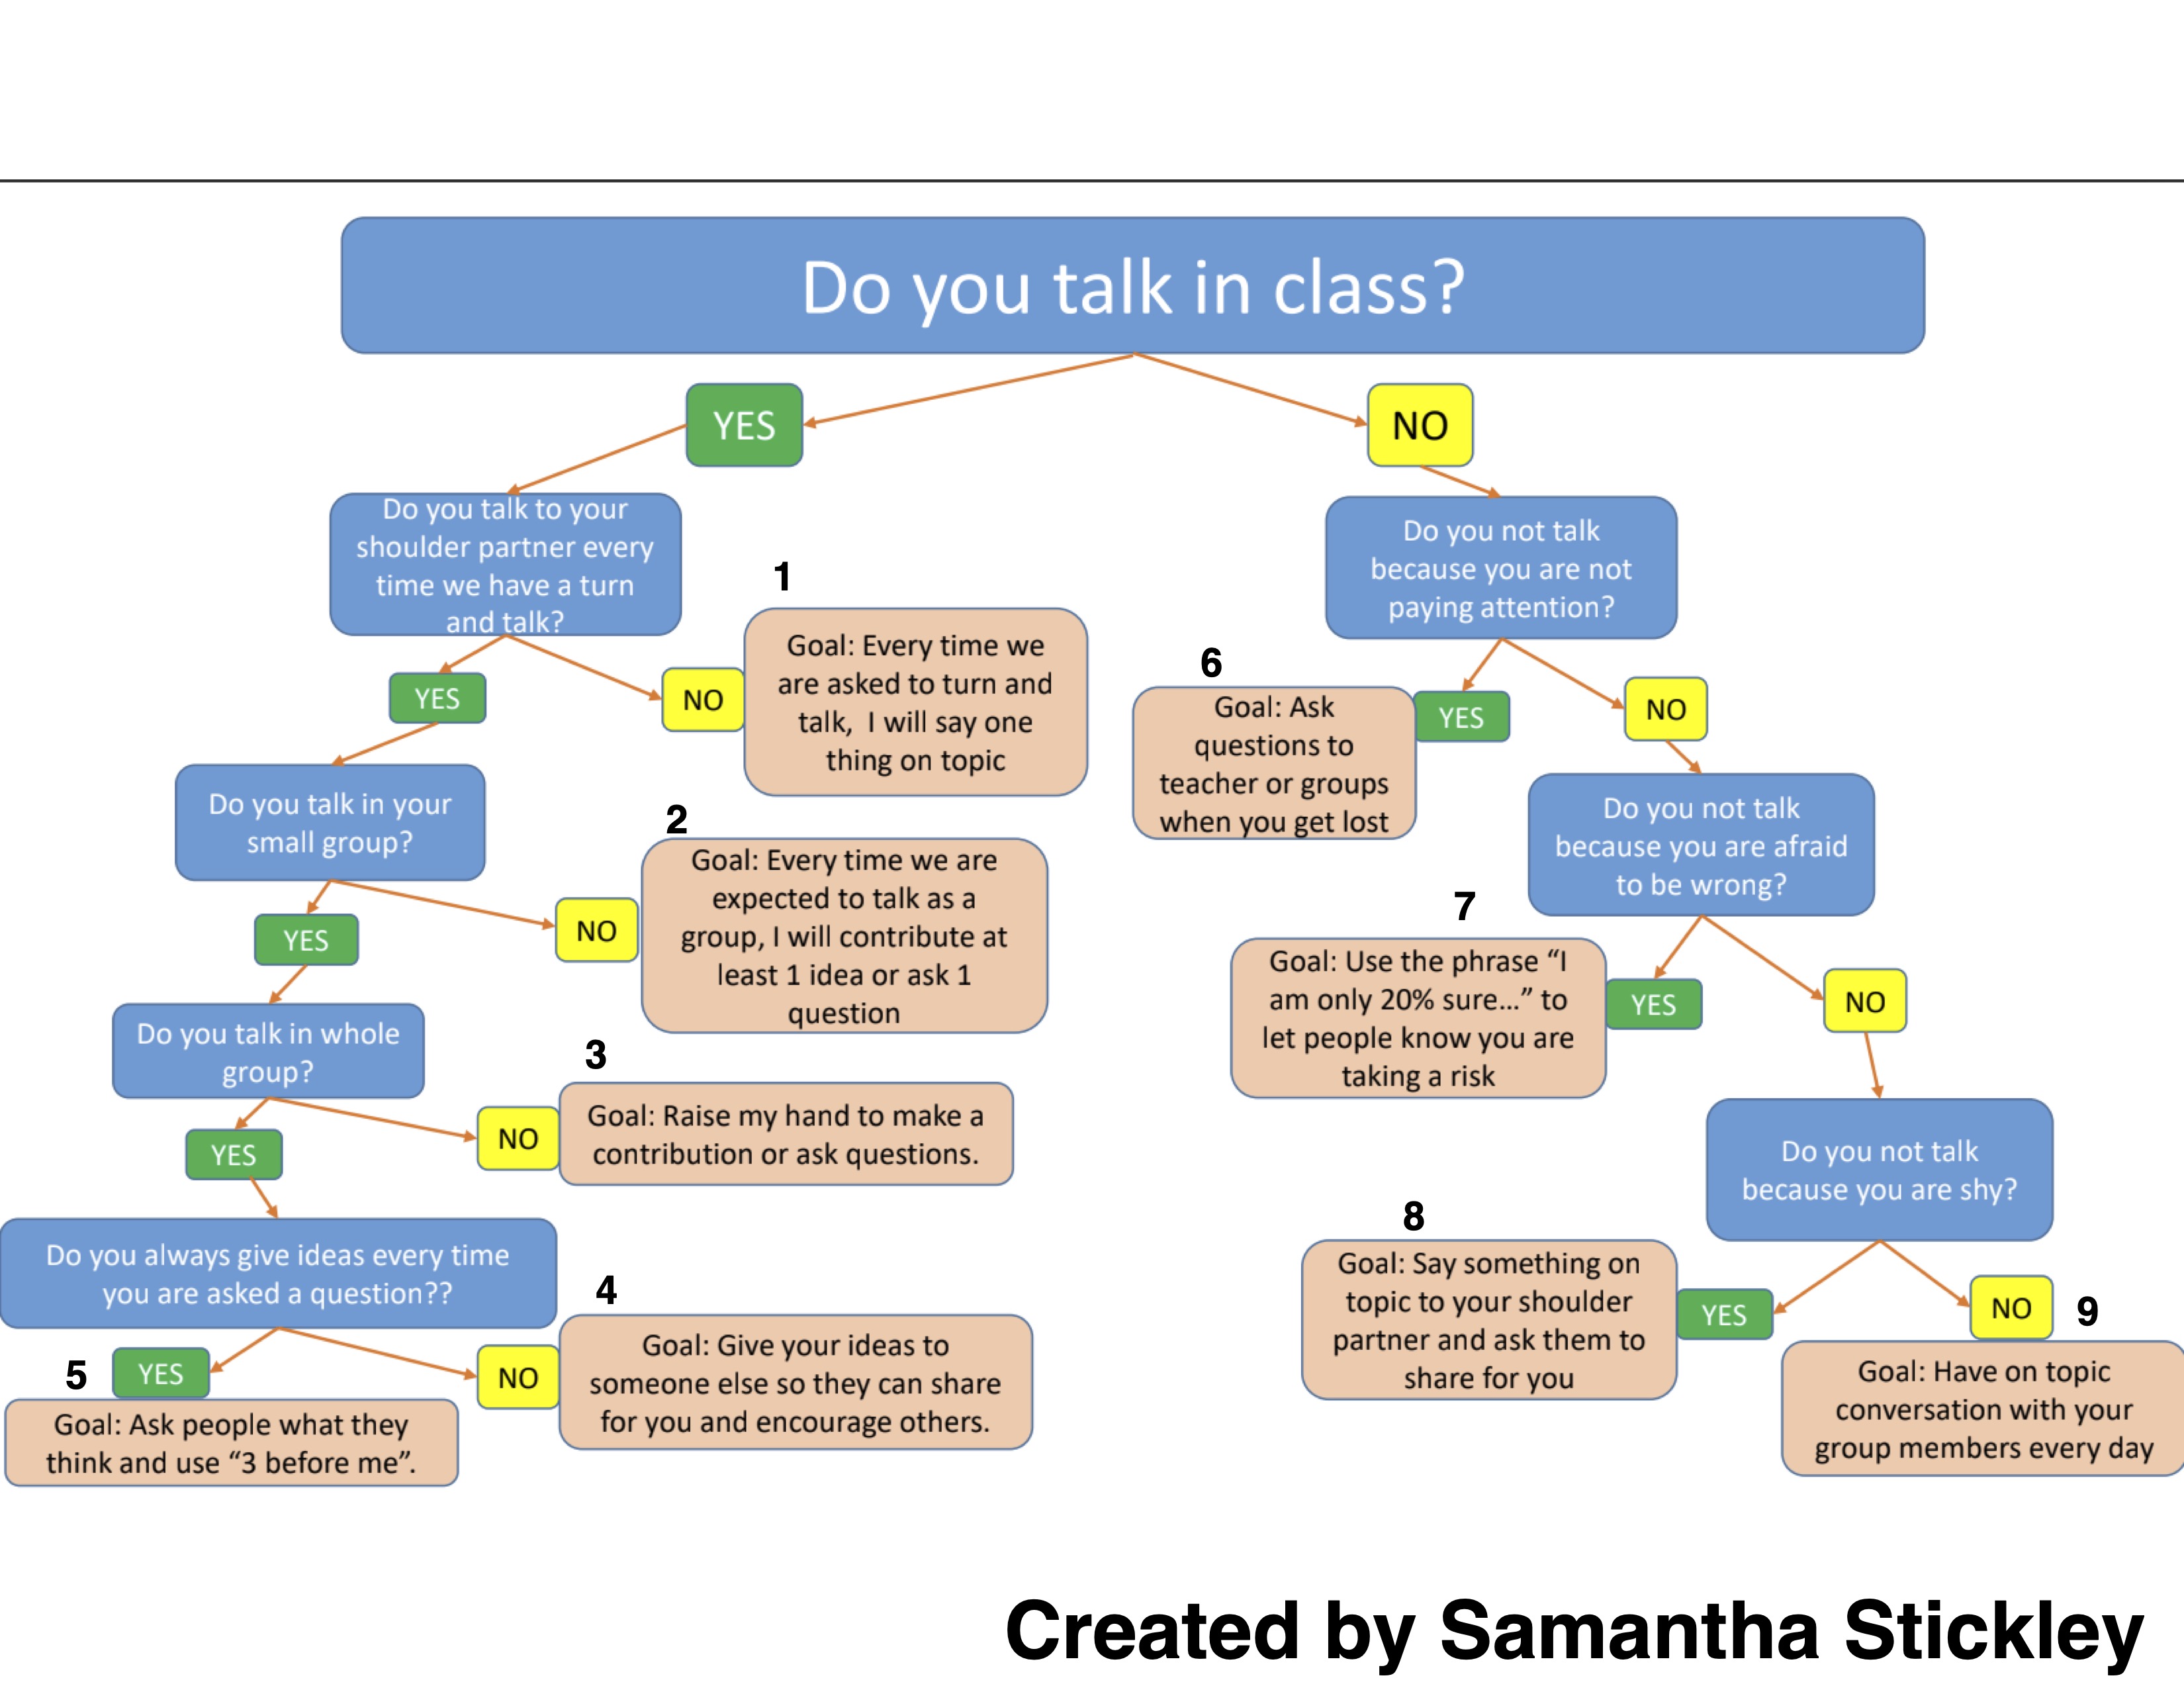 Do you talk in class?
YES
NO
Do you talk to your
shoulder partner every
time we have a turn
and talk?
YES
NO
1
Goal: Every time we
are asked to turn and
talk, I will say one
thing on topic
Do you talk in your
small group?
YES
NO
2
Goal: Every time we are
expected to talk as a
group, I will contribute at
least 1 idea or ask 1
question
Do you talk in whole
group?
YES
NO
3
Goal: Raise my hand to make a
contribution or ask questions.
Do you always give ideas every time
you are asked a question??
NO
4
Goal: Give your ideas to
someone else so they can share
for you and encourage others.
5
YES
Goal: Ask people what they
think and use “3 before me”.
Do you not talk
because you are not
paying attention?
6
Goal: Ask
questions to
teacher or groups
when you get lost
YES
NO
Do you not talk
because you are afraid
to be wrong?
7
Goal: Use the phrase “I
am only 20% sure...” to
let people know you are
taking a risk
YES
NO
Do you not talk
because you are shy?
8
Goal: Say something on
topic to your shoulder
partner and ask them to
share for you
YES
NO
9
Goal: Have on topic
conversation with your
group members every day
Created by Samantha Stickley